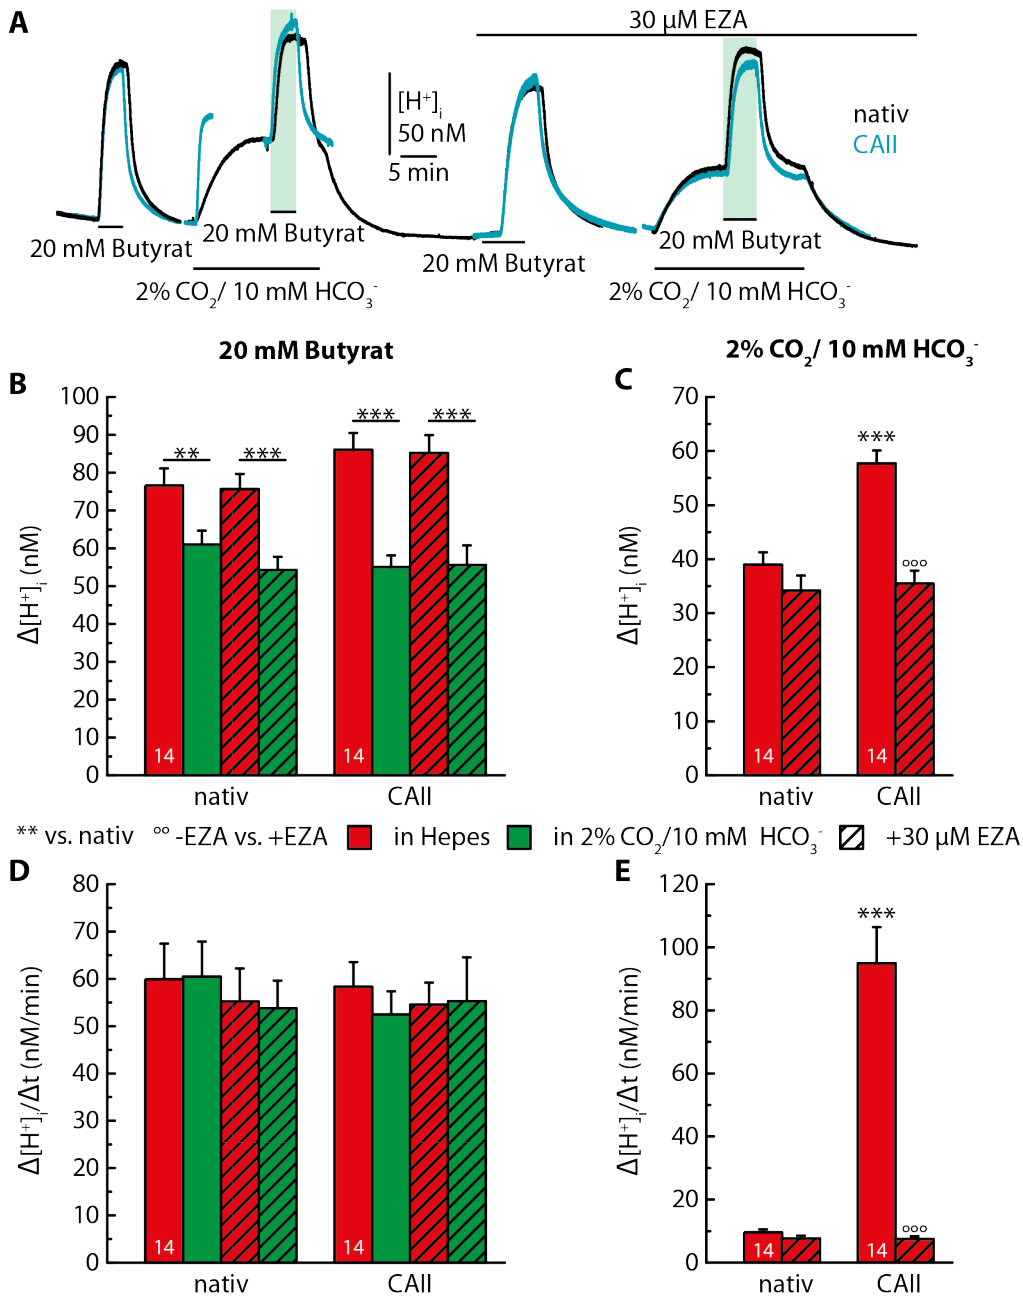 A
30 µM EZA
[H⁺]ᵢ
50 nM
5 min
nativ
CAII
20 mM Butyrat
20 mM Butyrat
20 mM Butyrat
20 mM Butyrat
2% CO₂/ 10 mM HCO₃⁻
2% CO₂/ 10 mM HCO₃⁻
20 mM Butyrat
2% CO₂/ 10 mM HCO₃⁻
B
Δ[H⁺]ᵢ (nM)
100
90
80
70
60
50
40
30
20
10
0
** *** *** ***
14 14
nativ CAII
C
Δ[H⁺]ᵢ (nM)
70
60
50
40
30
20
10
0
***
°°°
14 14
nativ CAII
** vs. nativ °° -EZA vs. +EZA in Hepes in 2% CO₂/10 mM HCO₃⁻ +30 µM EZA
D
Δ[H⁺]ᵢ/Δt (nM/min)
80
70
60
50
40
30
20
10
0
14 14
nativ CAII
E
Δ[H⁺]ᵢ/Δt (nM/min)
120
100
80
60
40
20
0
***
°°°
14 14
nativ CAII